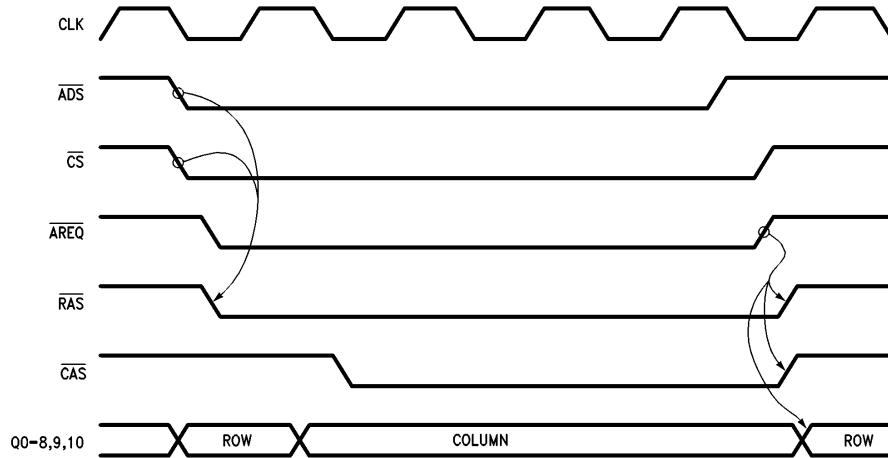 CLK
ADS
CS
AREQ
RAS
CAS
Q0-8,9,10 ROW COLUMN ROW